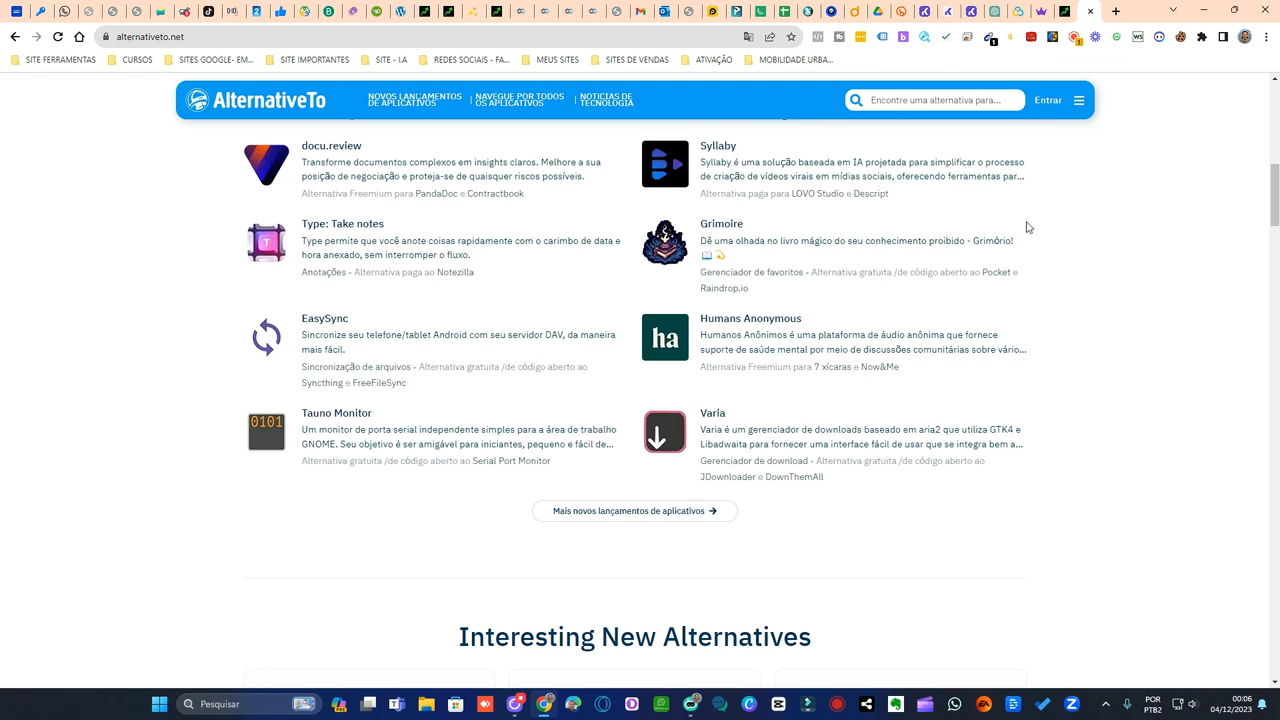 alternativeto.net
SITE FERRAMENTAS
CURSOS
SITES GOOGLE- EM...
SITE IMPORTANTES
SITE - I.A
REDES SOCIAIS - FA...
MEUS SITES
SITES DE VENDAS
ATIVAÇÃO
MOBILIDADE URBA...
AlternativeTo
NOVOS LANÇAMENTOS
DE APLICATIVOS
NAVEGUE POR TODOS
OS APLICATIVOS
NOTICIAS DE
TECNOLOGIA
Encontre uma alternativa para...
Entrar
docu.review
Transforme documentos complexos em insights claros. Melhore a sua
posição de negociação e proteja-se de quaisquer riscos possíveis.
Alternativa Freemium para PandaDoc e Contractbook
Syllaby
Syllaby é uma solução baseada em IA projetada para simplificar o processo
de criação de vídeos virais em mídias sociais, oferecendo ferramentas par...
Alternativa paga para LOVO Studio e Descript
Type: Take notes
Type permite que você anote coisas rapidamente com o carimbo de data e
hora anexado, sem interromper o fluxo.
Anotações - Alternativa paga ao Notezilla
Grimoire
Dê uma olhada no livro mágico do seu conhecimento proibido - Grimório!
Gerenciador de favoritos - Alternativa gratuita /de código aberto ao Pocket e
Raindrop.io
EasySync
Sincronize seu telefone/tablet Android com seu servidor DAV, da maneira
mais fácil.
Sincronização de arquivos - Alternativa gratuita /de código aberto ao
Syncthing e FreeFileSync
ha
Humans Anonymous
Humanos Anônimos é uma plataforma de áudio anônima que fornece
suporte de saúde mental por meio de discussões comunitárias sobre vário...
Alternativa Freemium para 7 xícaras e Now&Me
0101
Tauno Monitor
Um monitor de porta serial independente simples para a área de trabalho
GNOME. Seu objetivo é ser amigável para iniciantes, pequeno e fácil de...
Alternativa gratuita /de código aberto ao Serial Port Monitor
Varia
Varia é um gerenciador de downloads baseado em aria2 que utiliza GTK4 e
Libadwaita para fornecer uma interface fácil de usar que se integra bem a...
Gerenciador de download - Alternativa gratuita /de código aberto ao
JDownloader e DownThemAll
Mais novos lançamentos de aplicativos
Interesting New Alternatives
Pesquisar
POR
PTB2
00:06
04/12/2023